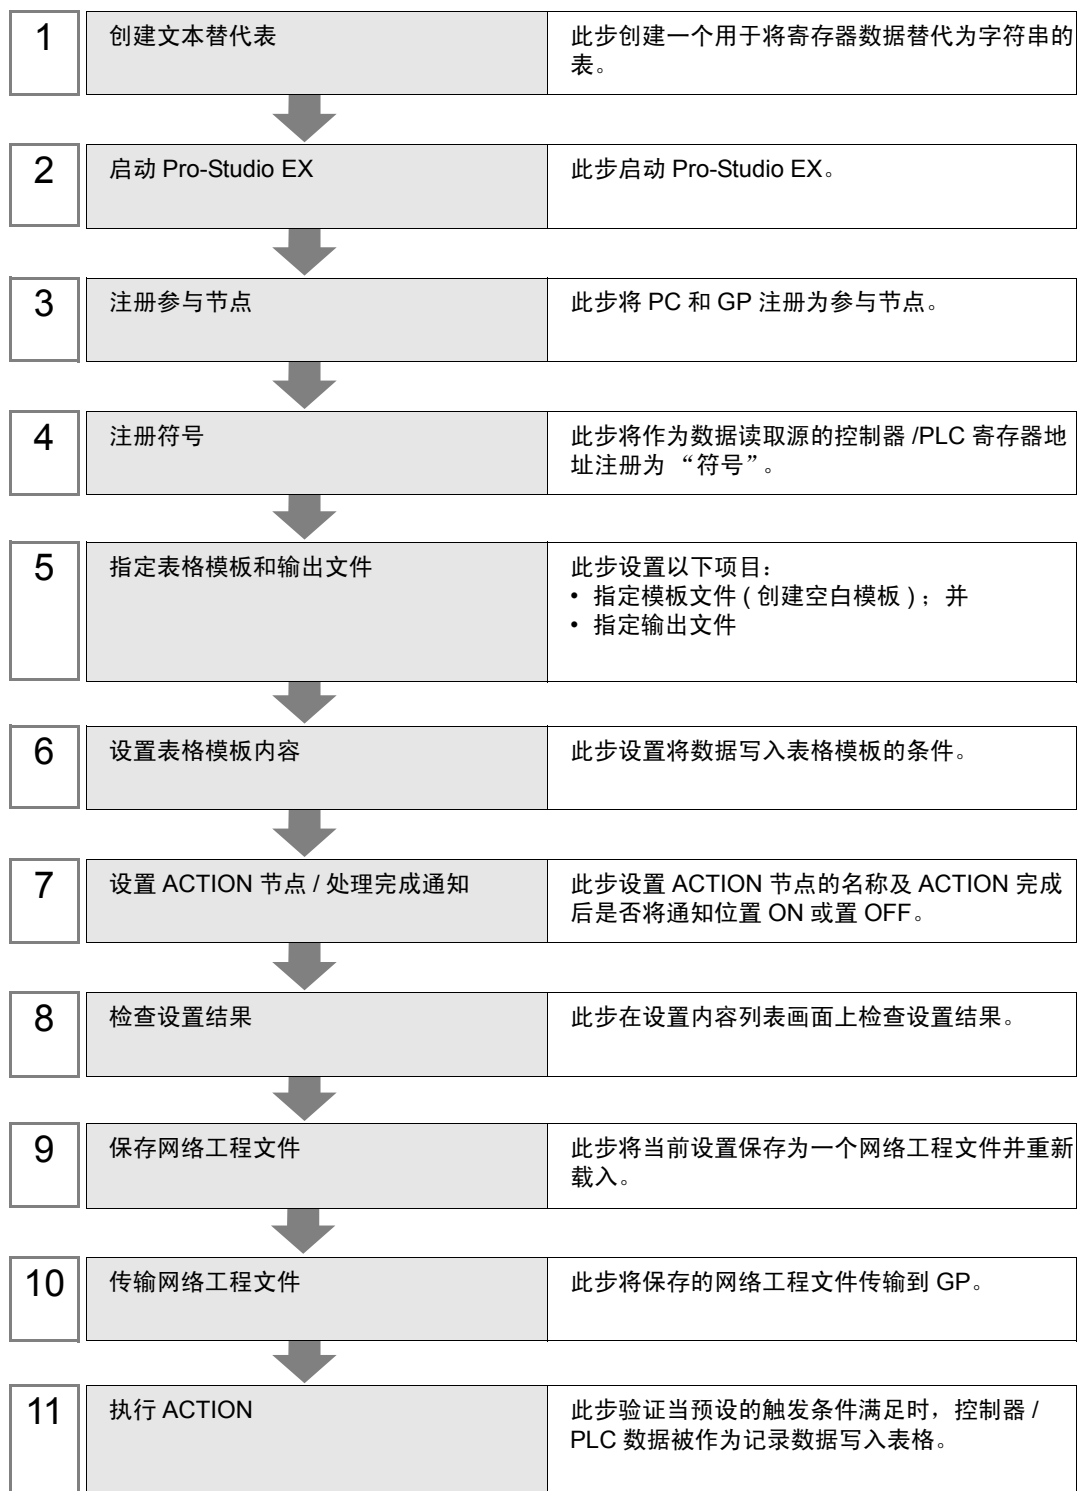 1
创建文本替代表
此步创建一个用于将寄存器数据替代为字符串的
表。
2
启动 Pro-Studio EX
此步启动 Pro-Studio EX。
3
注册参与节点
此步将 PC 和 GP 注册为参与节点。
4
注册符号
此步将作为数据读取源的控制器 /PLC 寄存器地
址注册为 “符号”。
5
指定表格模板和输出文件
此步设置以下项目：
• 指定模板文件 ( 创建空白模板 ) ；并
• 指定输出文件
6
设置表格模板内容
此步设置将数据写入表格模板的条件。
7
设置 ACTION 节点 / 处理完成通知
此步设置 ACTION 节点的名称及 ACTION 完成
后是否将通知位置 ON 或置 OFF。
8
检查设置结果
此步在设置内容列表画面上检查设置结果。
9
保存网络工程文件
此步将当前设置保存为一个网络工程文件并重新
载入。
10
传输网络工程文件
此步将保存的网络工程文件传输到 GP。
11
执行 ACTION
此步验证当预设的触发条件满足时，控制器 /
PLC 数据被作为记录数据写入表格。